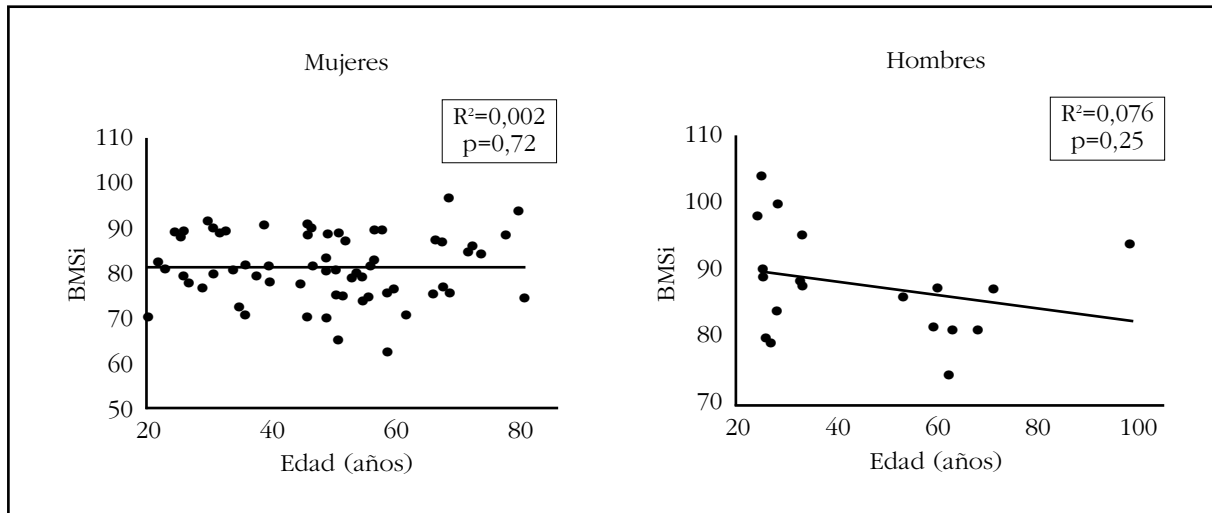 Mujeres
R²=0,002
p=0,72
BMSi
110
100
90
80
70
60
50
20 40 60 80
Edad (años)
Hombres
R²=0,076
p=0,25
BMSi
110
100
90
80
70
20 40 60 80 100
Edad (años)